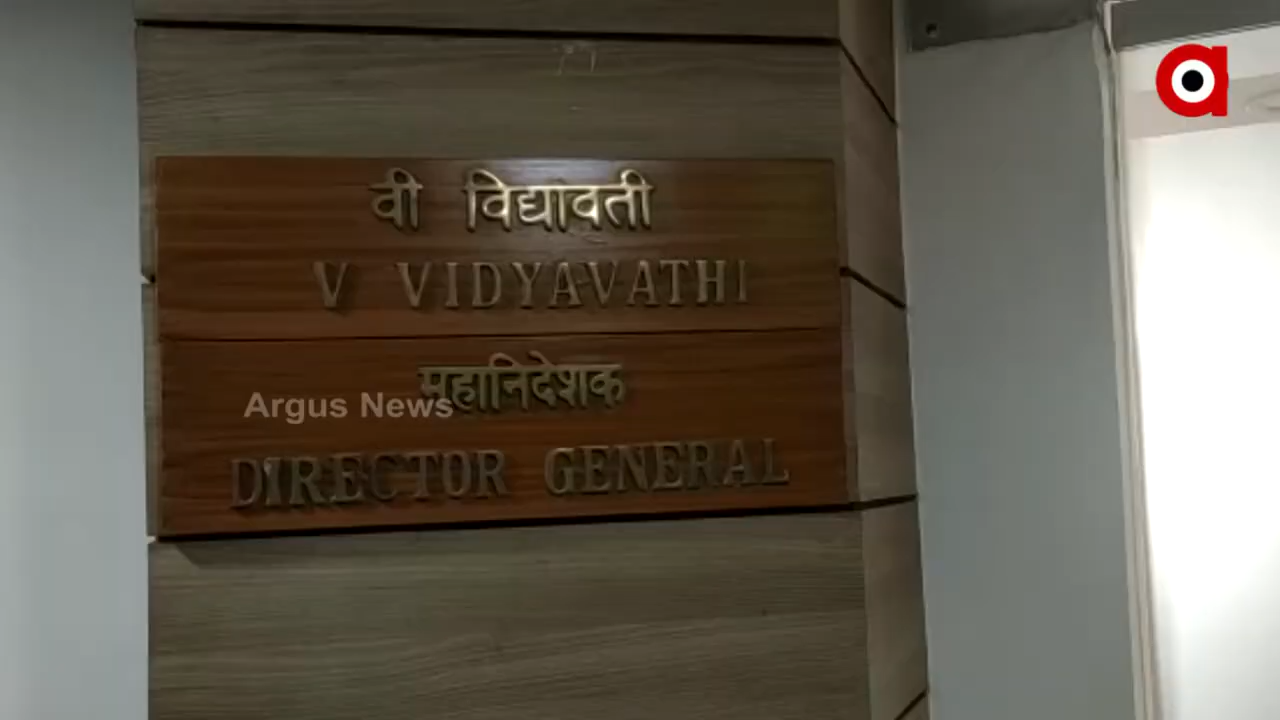 वी विद्यावती
V VIDYAVATHI
महानिदेशक
Argus News
DIRECTOR GENERAL